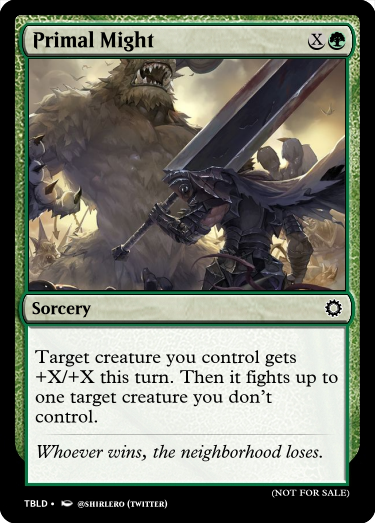 Primal Might X
Sorcery
Target creature you control gets
+X/+X this turn. Then it fights up to
one target creature you don't
control.
Whoever wins, the neighborhood loses.
(NOT FOR SALE)
TBLD • @SHIRLERO (TWITTER)